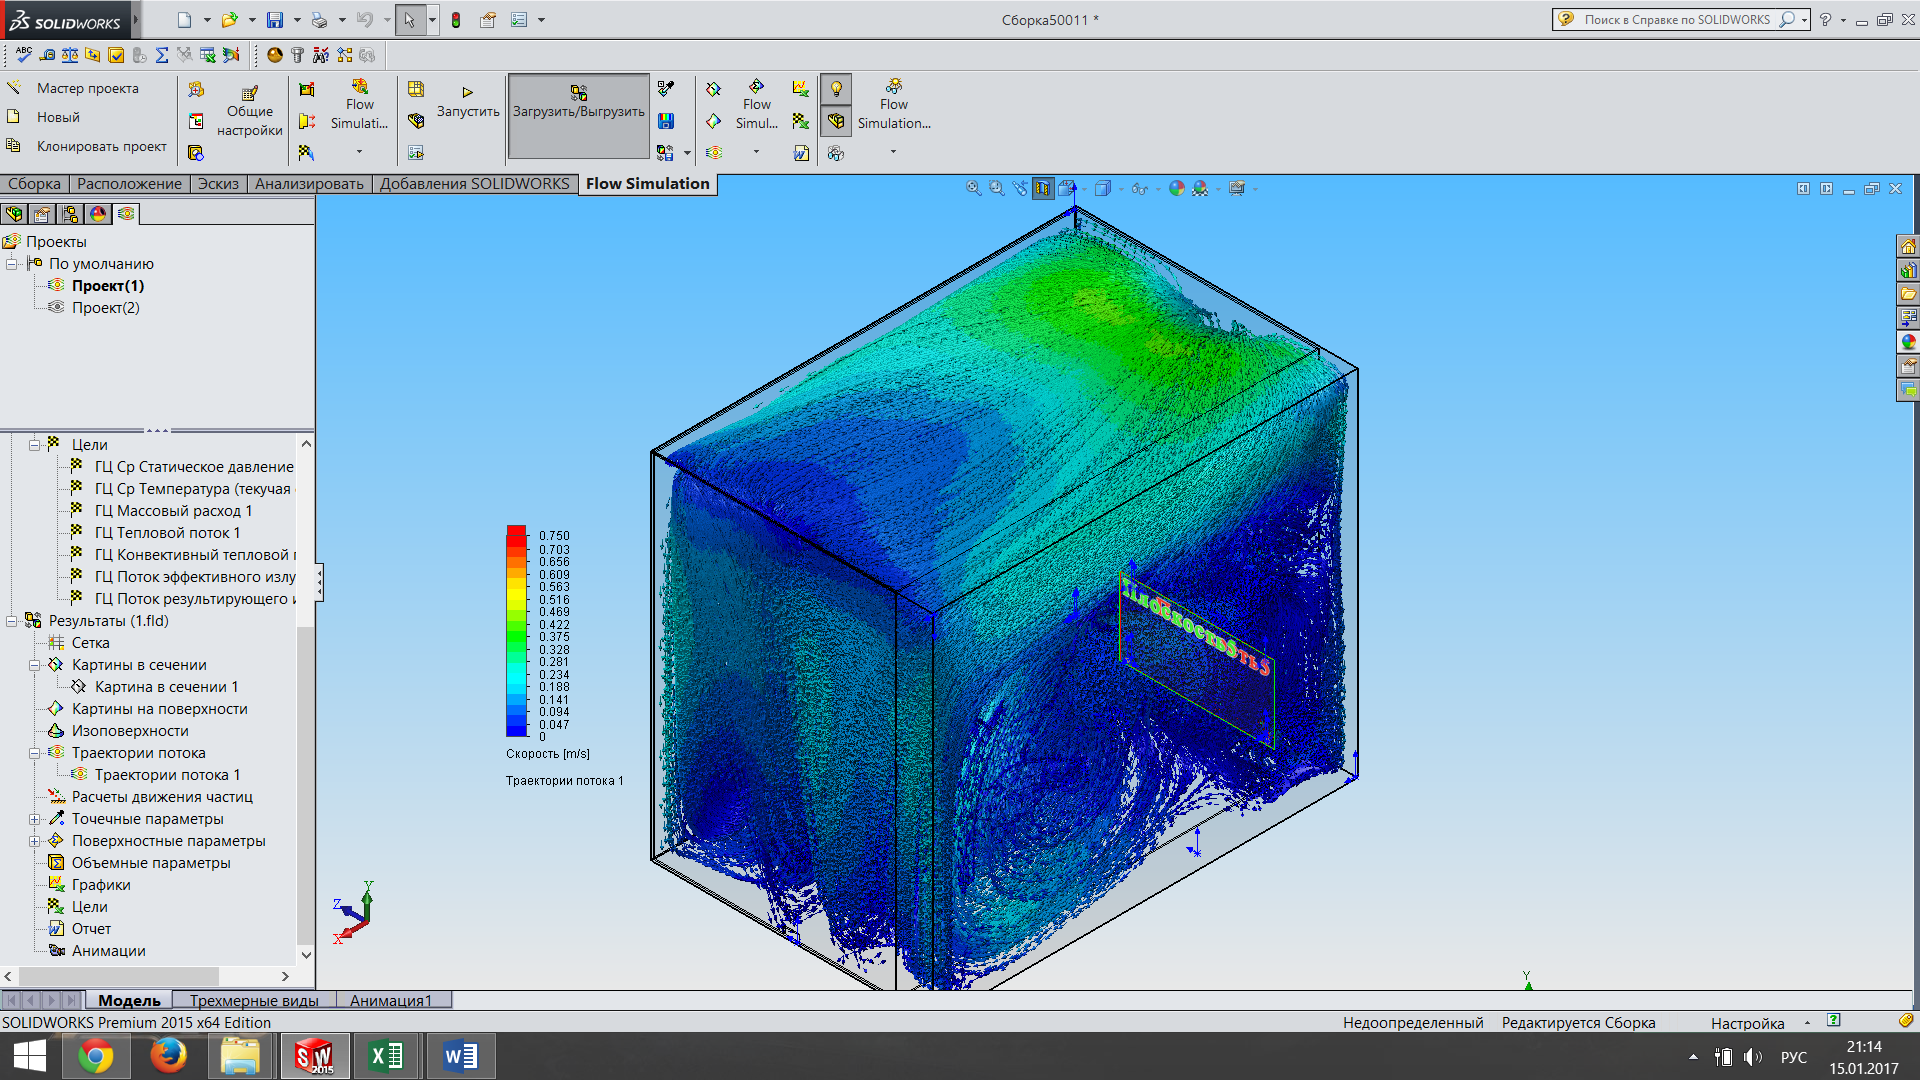 SOLIDWORKS
Сборка50011 *
Поиск в Справке по SOLIDWORKS
ABC
Мастер проекта
Новый
Клонировать проект
Общие настройки
Flow Simulati...
Запустить
Загрузить/Выгрузить
Flow Simul...
Flow Simulation...
Сборка
Расположение
Эскиз
Анализировать
Добавления SOLIDWORKS
Flow Simulation
Проекты
По умолчанию
Проект(1)
Проект(2)
Цели
ГЦ Ср Статическое давление
ГЦ Ср Температура (текучая
ГЦ Массовый расход 1
ГЦ Тепловой поток 1
ГЦ Конвективный тепловой
ГЦ Поток эффективного излу
ГЦ Поток результирующего
Результаты (1.fld)
Сетка
Картины в сечении
Картина в сечении 1
Картины на поверхности
Изоповерхности
Траектории потока
Траектории потока 1
Расчеты движения частиц
Точечные параметры
Поверхностные параметры
Объемные параметры
Графики
Цели
Отчет
Анимации
0.750
0.703
0.656
0.609
0.563
0.516
0.469
0.422
0.375
0.328
0.281
0.234
0.188
0.141
0.094
0.047
0
Скорость [m/s]
Траектории потока 1
Y
Z
X
Y
Модель
Трехмерные виды
Анимация1
SOLIDWORKS Premium 2015 x64 Edition
Недоопределенный
Редактируется Сборка
Настройка
SW 2015
РУС
21:14
15.01.2017